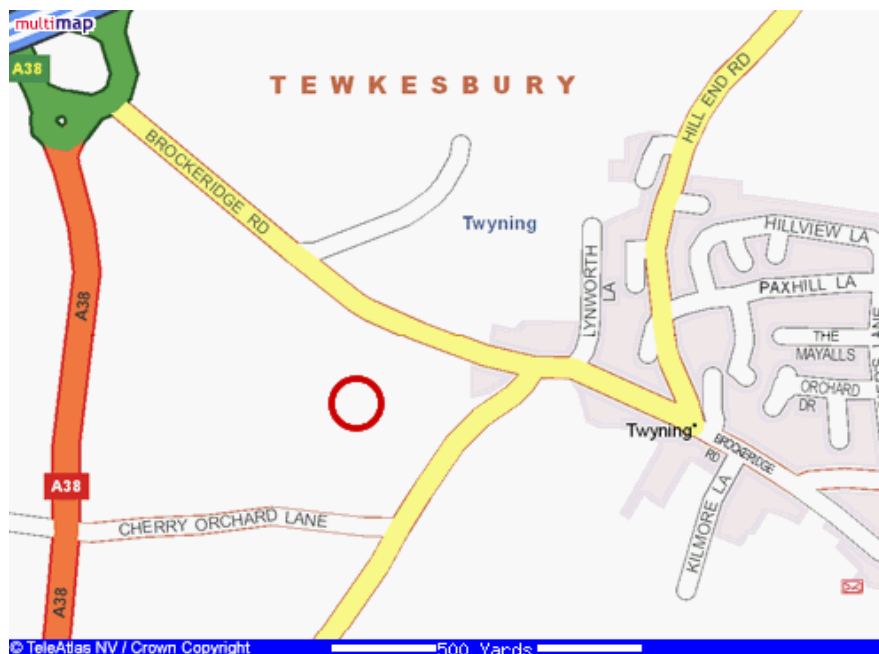 multimap
A38
TEWKESBURY
HILL END RD
BROCKERIDGE RD
Twyning
HILLVIEW LA
LYNWORTH LA
PAXHILL LA
A38
THE MAYALLS
ORCHARD DR
Twyning
BROCKERIDGE RD
A38
KILMORE LA
CHERRY ORCHARD LANE
A38
© TeleAtlas NV / Crown Copyright
500 Yards